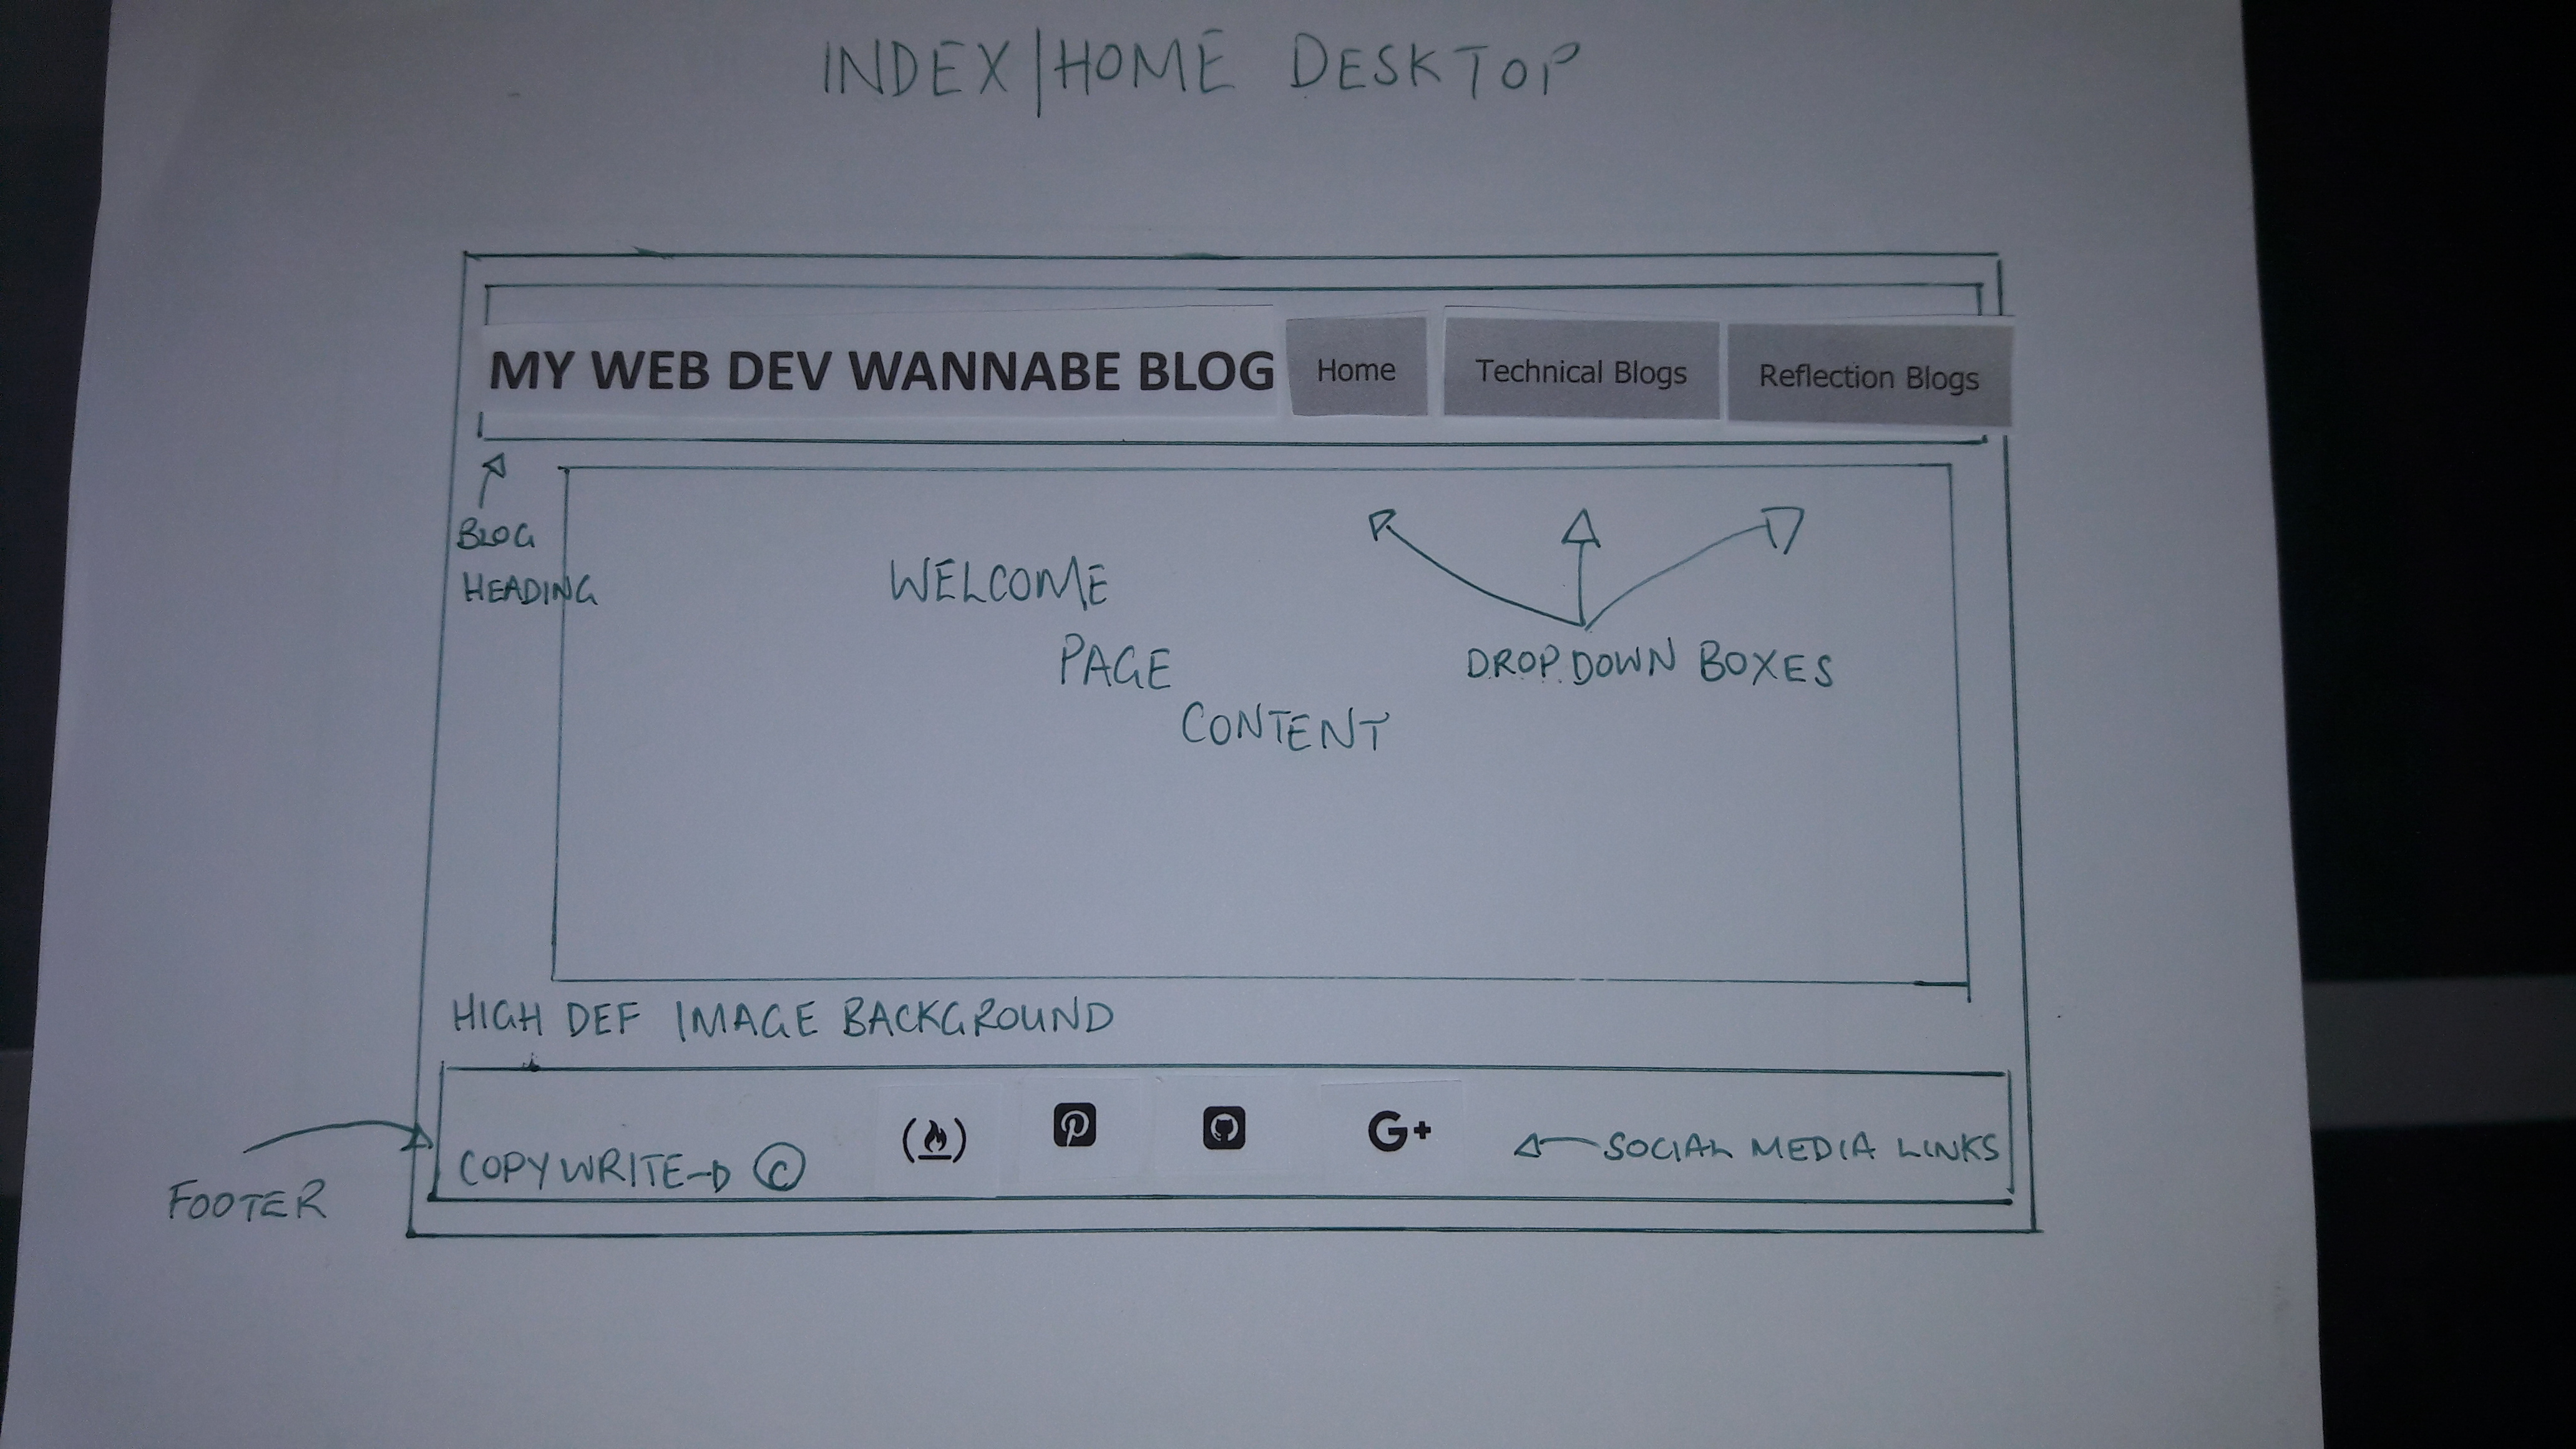 INDEX|HOME DESKTOP
MY WEB DEV WANNABE BLOG Home Technical Blogs Reflection Blogs
BLOG
HEADING
WELCOME
PAGE
CONTENT
DROP.DOWN BOXES
HIGH DEF IMAGE BACKGROUND
COPYWRITE → © G+ SOCIAL MEDIA LINKS
FOOTER